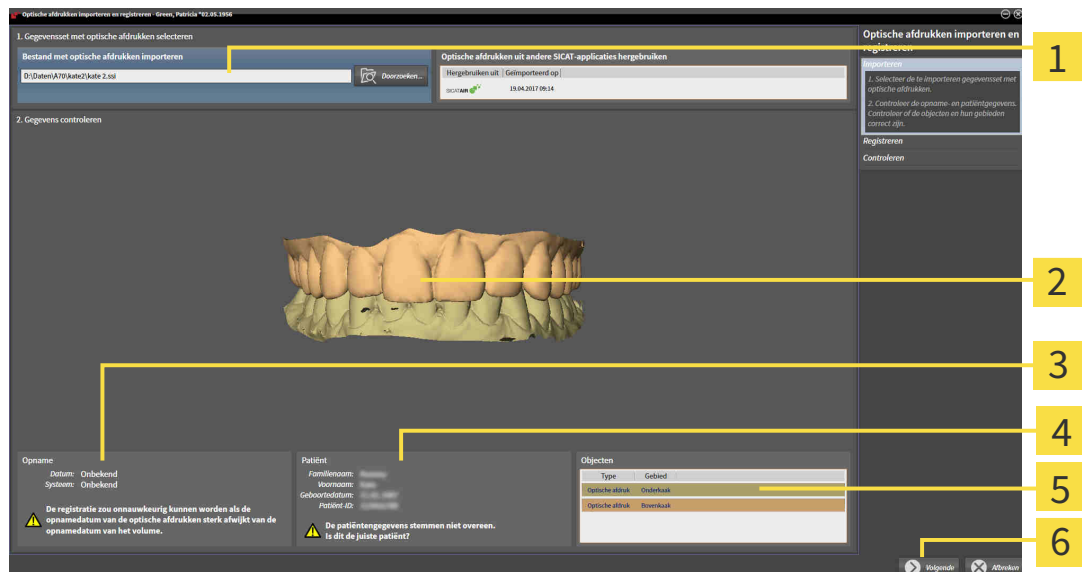 Optische afdrukken importeren en registreren - Green, Patricia *02.05.1956
1. Gegevensset met optische afdrukken selecteren
Bestand met optische afdrukken importeren
D:\Daten\A70\kate2\kate 2.ssi
Doorzoeken...
Optische afdrukken uit andere SICAT-applicaties hergebruiken
Hergebruiken uit
Geïmporteerd op
SICAT AIR
19.04.2017 09:14
2. Gegevens controleren
Opname
Datum: Onbekend
Systeem: Onbekend
De registratie zou onnauwkeurig kunnen worden als de
opnamedatum van de optische afdrukken sterk afwijkt van de
opnamedatum van het volume.
Patiënt
Familienaam:
Voornaam:
Geboortedatum:
Patiënt-ID:
De patiëntengegevens stemmen niet overeen.
Is dit de juiste patiënt?
Objecten
Type
Gebied
Optische afdruk
Onderkaak
Optische afdruk
Bovenkaak
Optische afdrukken importeren en
registreren
Importeren
1. Selecteer de te importeren gegevensset met
optische afdrukken.
2. Controleer de opname- en patiëntgegevens.
Controleer of de objecten en hun gebieden
correct zijn.
Registreren
Controleren
Volgende
Afbreken
1
2
3
4
5
6